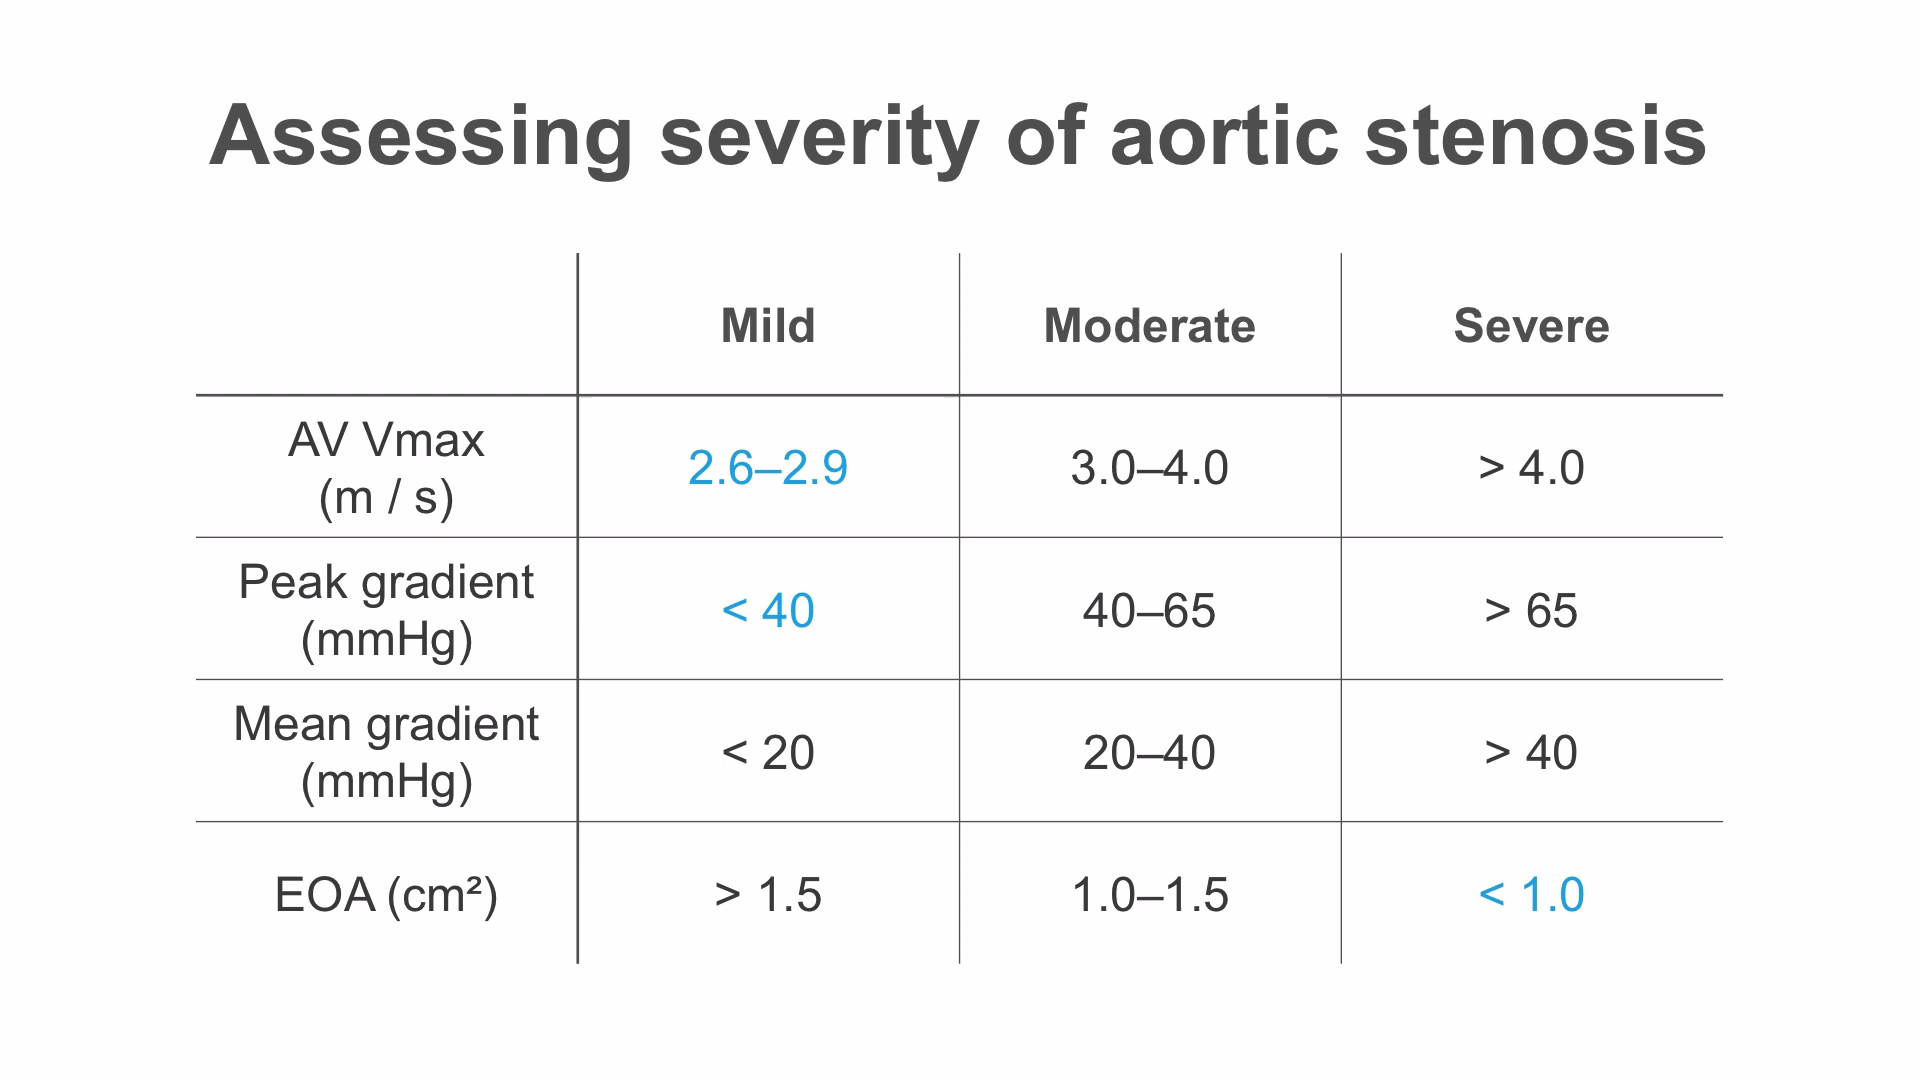 Assessing severity of aortic stenosis
Mild Moderate Severe
AV Vmax
(m / s)
2.6–2.9 3.0–4.0 > 4.0
Peak gradient
(mmHg)
< 40 40–65 > 65
Mean gradient
(mmHg)
< 20 20–40 > 40
EOA (cm²) > 1.5 1.0–1.5 < 1.0